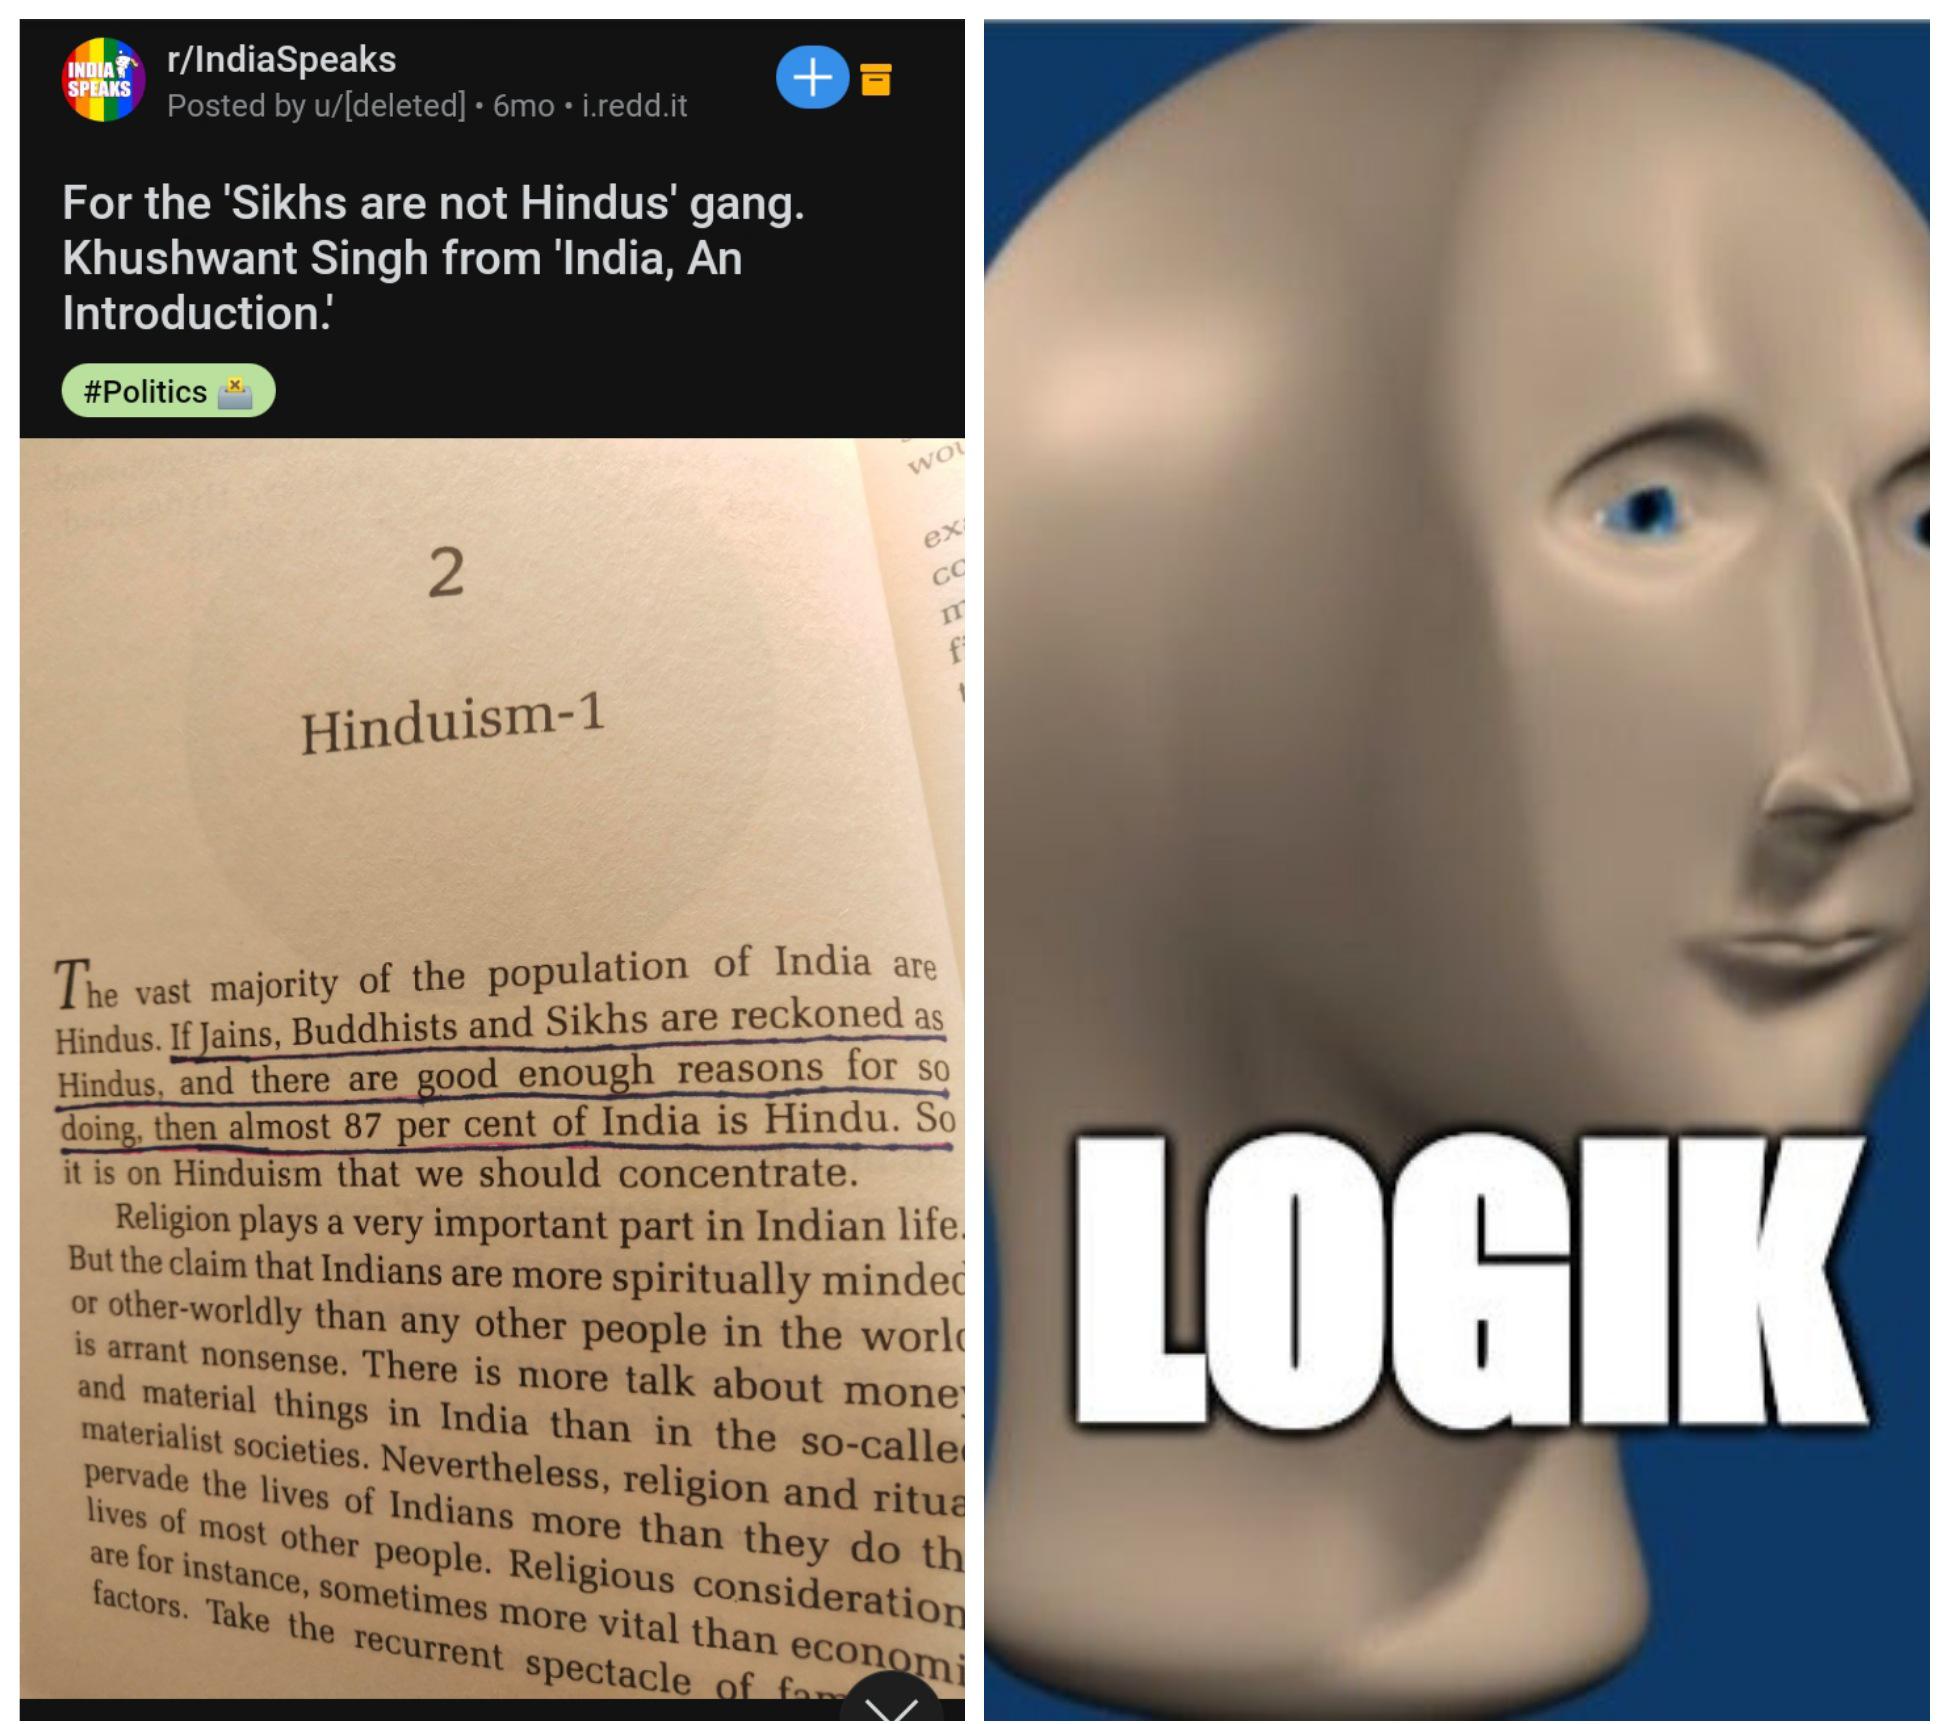 INDIA
SPEAKS
r/IndiaSpeaks
Posted by u/[deleted] • 6mo • i.redd.it
For the 'Sikhs are not Hindus' gang.
Khushwant Singh from 'India, An
Introduction.'
#Politics
2
Hinduism-1
The vast majority of the population of India are
Hindus. If Jains, Buddhists and Sikhs are reckoned as
Hindus, and there are good enough reasons for so
doing, then almost 87 per cent of India is Hindu. So
it is on Hinduism that we should concentrate.
Religion plays a very important part in Indian life.
But the claim that Indians are more spiritually minded
or other-worldly than any other people in the world
is arrant nonsense. There is more talk about money
and material things in India than in the so-called
materialist societies. Nevertheless, religion and ritua
pervade the lives of Indians more than they do th
lives of most other people. Religious consideration
are for instance, sometimes more vital than economi
factors. Take the recurrent spectacle of
LOGIK